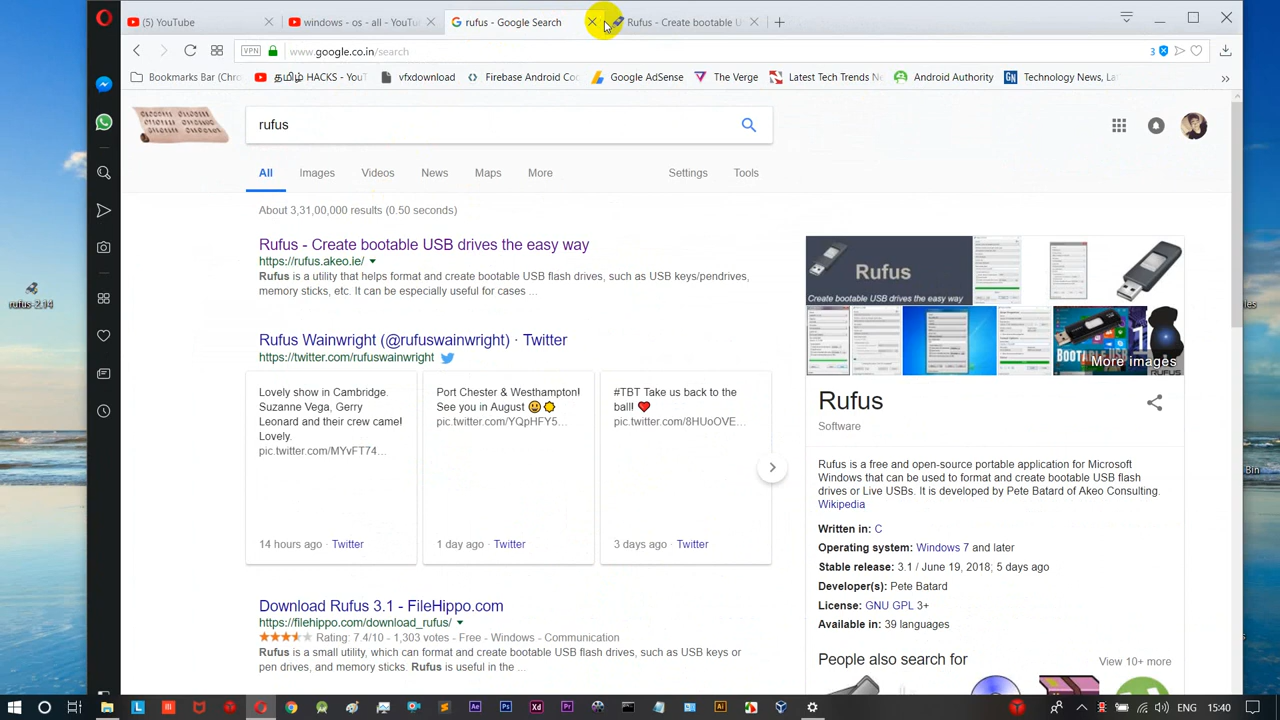 (5) YouTube
windows - os - all - YouTu
rufus - Google Search
Rufus - Create bootable U
VPN
www.google.co.in/search
3
Bookmarks Bar (Chro
HACKS - You
vfxdownload
Firebase
Google AdSense
The Verge
Tech Trends N
Android Authority
GN
Technology News, La
»
rufus
All
Images
Videos
News
Maps
More
Settings
Tools
About 3,31,00,000 results (0.50 seconds)
Rufus - Create bootable USB drives the easy way
https://rufus.akeo.ie/
Rufus is a utility that helps format and create bootable USB flash drives, such as USB keys/pendrives,
memory sticks, etc. It can be especially useful for cases ...
Rufus Wainwright (@rufuswainwright) · Twitter
https://twitter.com/rufuswainwright
Lovely show in Cambridge.
Suzanne Vega, Gerry
Leonard and their crew came!
Lovely.
14 hours ago · Twitter
Port Chester & Westhampton!
See you in August
1 day ago · Twitter
#TBT Take us back to the
ball!
pic.twitter.com/8HUoOVE...
3 days ago · Twitter
Download Rufus 3.1 - FileHippo.com
https://filehippo.com/download_rufus/
Rating: 7.4/10 - 1,303 votes - Free - Windows - Communication
Rufus is a small utility which can format and create bootable USB flash drives, such as USB keys or
pen drives, and memory sticks. Rufus is useful in the ...
Rufus
Create bootable USB drives the easy way
More images
Rufus
Software
Rufus is a free and open-source portable application for Microsoft
Windows that can be used to format and create bootable USB flash
drives or Live USBs. It is developed by Pete Batard of Akeo Consulting.
Wikipedia
Written in: C
Operating system: Windows 7 and later
Stable release: 3.1 / June 19, 2018; 5 days ago
Developer(s): Pete Batard
License: GNU GPL 3+
Available in: 39 languages
People also search for
View 10+ more
rufus-2.14
Bin
15:40